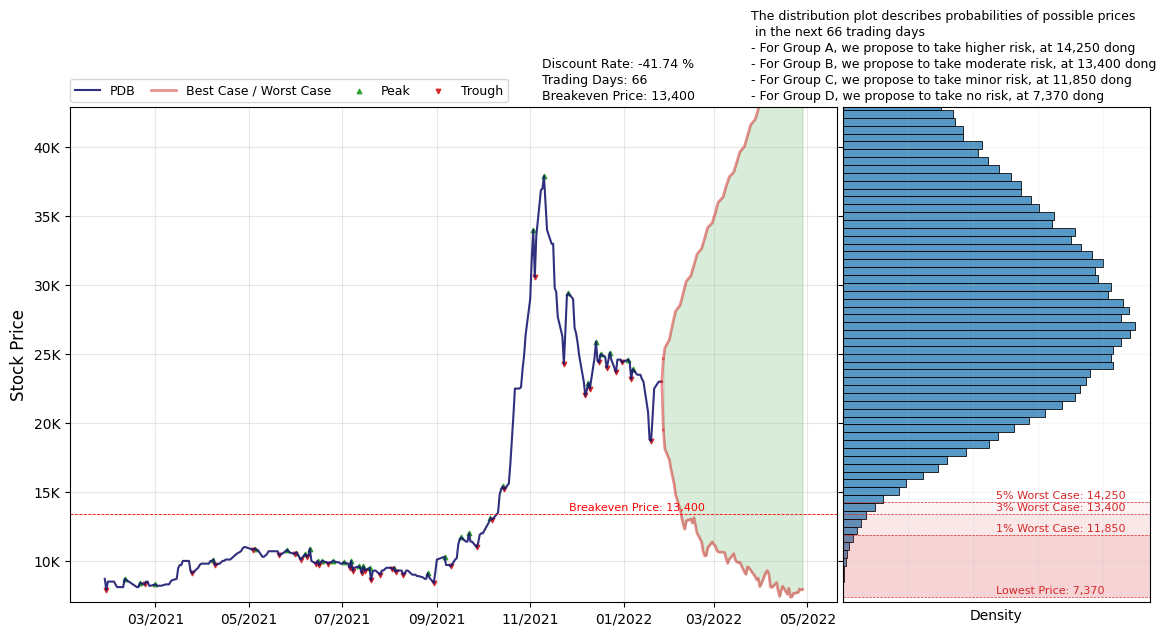 The distribution plot describes probabilities of possible prices
in the next 66 trading days
- For Group A, we propose to take higher risk, at 14,250 dong
- For Group B, we propose to take moderate risk, at 13,400 dong
- For Group C, we propose to take minor risk, at 11,850 dong
- For Group D, we propose to take no risk, at 7,370 dong
Discount Rate: -41.74 %
Trading Days: 66
Breakeven Price: 13,400
PDB
Best Case / Worst Case
Peak
Trough
Stock Price
40K
35K
30K
25K
20K
15K
10K
Breakeven Price: 13,400
5% Worst Case: 14,250
3% Worst Case: 13,400
1% Worst Case: 11,850
Lowest Price: 7,370
03/2021
05/2021
07/2021
09/2021
11/2021
01/2022
03/2022
05/2022
Density